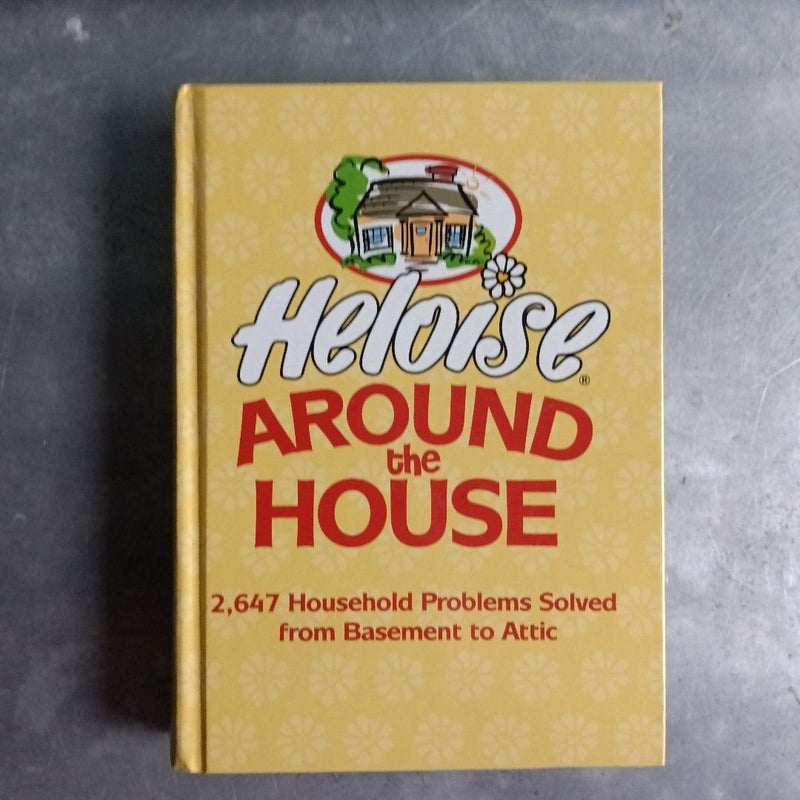 Heloise®
AROUND
the
HOUSE
2,647 Household Problems Solved
from Basement to Attic